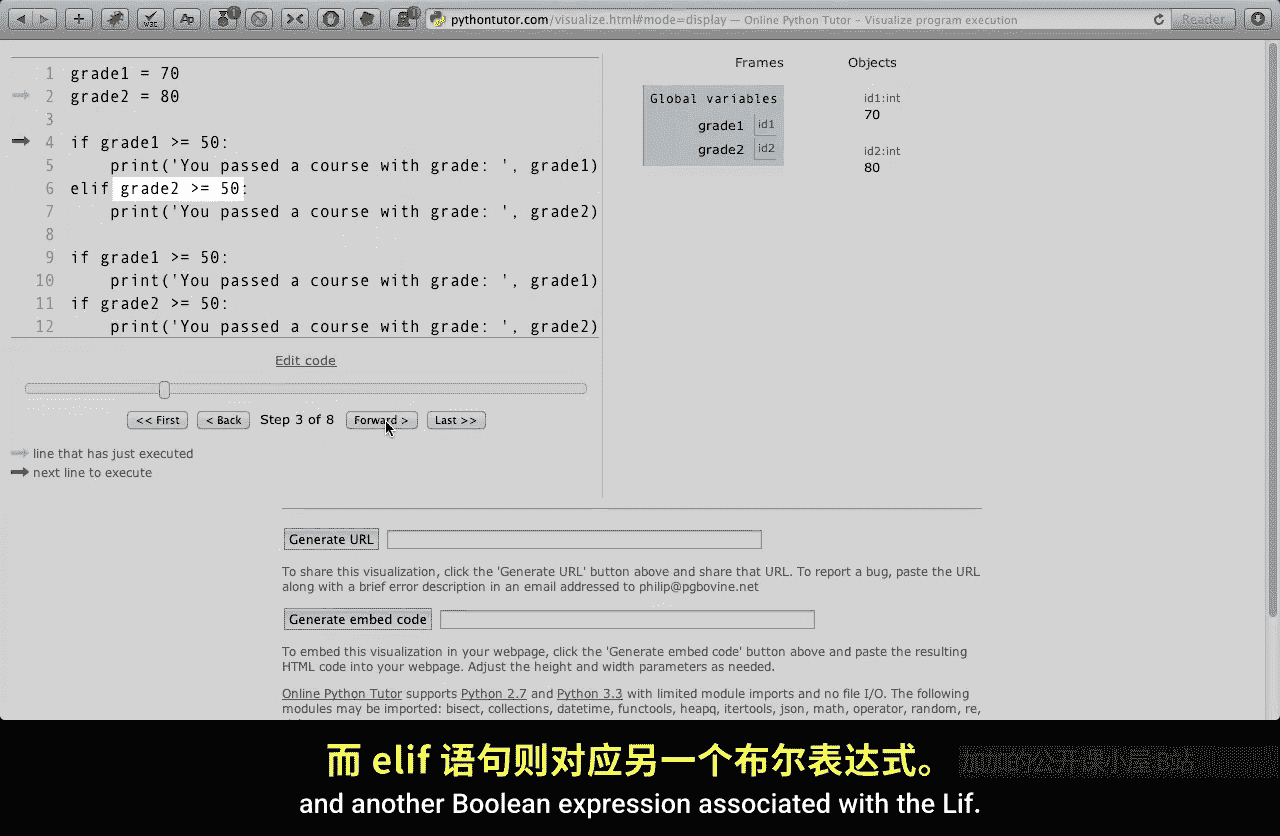 pythontutor.com/visualize.html#mode=display — Online Python Tutor – Visualize program execution
Reader
1 grade1 = 70
2 grade2 = 80
3
4 if grade1 >= 50:
5 print('You passed a course with grade: ', grade1)
6 elif grade2 >= 50:
7 print('You passed a course with grade: ', grade2)
8
9 if grade1 >= 50:
10 print('You passed a course with grade: ', grade1)
11 if grade2 >= 50:
12 print('You passed a course with grade: ', grade2)
Edit code
<< First
< Back
Step 3 of 8
Forward >
Last >>
line that has just executed
next line to execute
Frames
Objects
Global variables
grade1 id1
grade2 id2
id1:int
70
id2:int
80
Generate URL
To share this visualization, click the 'Generate URL' button above and share that URL. To report a bug, paste the URL
along with a brief error description in an email addressed to philip@pgbovine.net
Generate embed code
To embed this visualization in your webpage, click the 'Generate embed code' button above and paste the resulting
HTML code into your webpage. Adjust the height and width parameters as needed.
Online Python Tutor supports Python 2.7 and Python 3.3 with limited module imports and no file I/O. The following
modules may be imported: bisect, collections, datetime, functools, heapq, itertools, json, math, operator, random, re,
而 elif 语句则对应另一个布尔表达式。
加加的公开课小屋 B站
and another Boolean expression associated with the Lif.